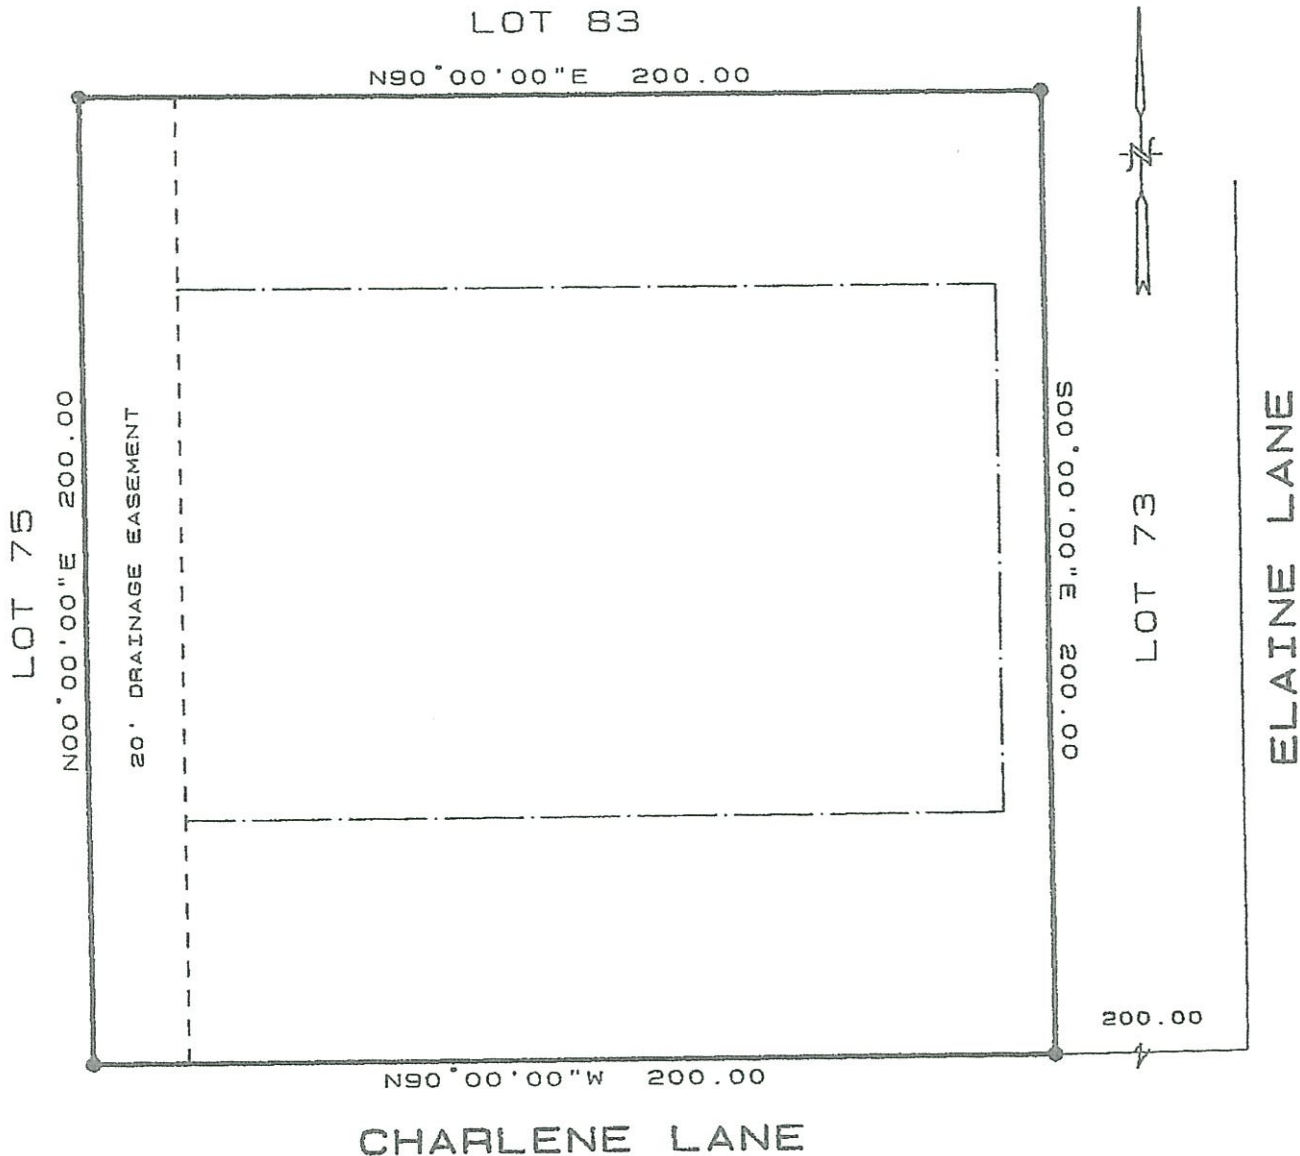 LOT 83
N90°00'00"E 200.00
LOT 75
N00°00'00"E 200.00
20' DRAINAGE EASEMENT
S00°00'00"E 200.00
LOT 73
ELAINE LANE
200.00
N90°00'00"W 200.00
CHARLENE LANE